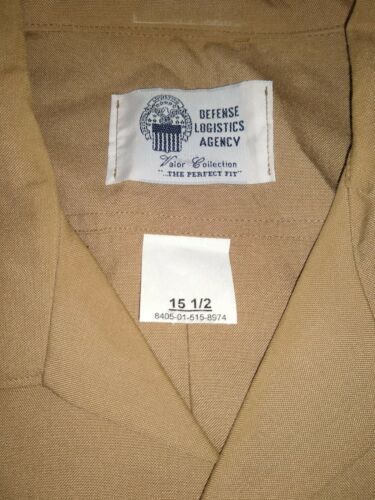 DEFENSE
LOGISTICS
AGENCY
Valor Collection
"...THE PERFECT FIT"
15 1/2
8405-01-515-8974